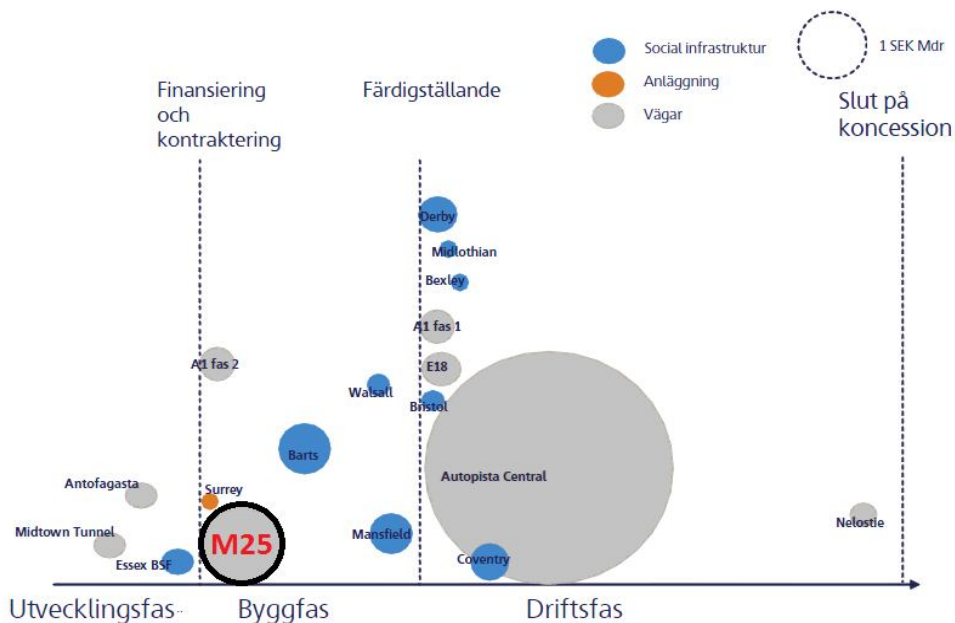 Social infrastruktur
1 SEK Mdr
Anläggning
Vägar
Finansiering
och
kontraktering
Färdigställande
Slut på
koncession
Derby
Midlothian
Bexley
A1 fas 1
A1 fas 2
E18
Walsall
Bristol
Barts
Autopista Central
Antofagasta
Surrey
Nelostie
Midtown Tunnel
M25
Mansfield
Coventry
Essex BSF
Utvecklingsfas..
Byggfas
Driftsfas